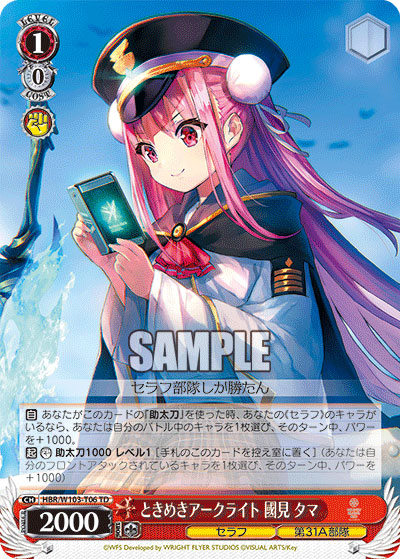 LEVEL
1
0
COST
SAMPLE
セラフ部隊しか勝たん
自 あなたがこのカードの「助太刀」を使った時、あなたの《セラフ》のキャラが
いるなら、あなたは自分のバトル中のキャラを1枚選び、そのターン中、パワー
を+1000。
起 助太刀1000 レベル1 [手札のこのカードを控え室に置く] (あなたは自分
のフロントアタックされているキャラを1枚選び、そのターン中、パワーを
+1000)
CH HBR/W103-T06 TD
2000
ときめきアークライト 國見 タマ
セラフ 第31A部隊
©WFS Developed by WRIGHT FLYER STUDIOS ©VISUAL ARTS/Key